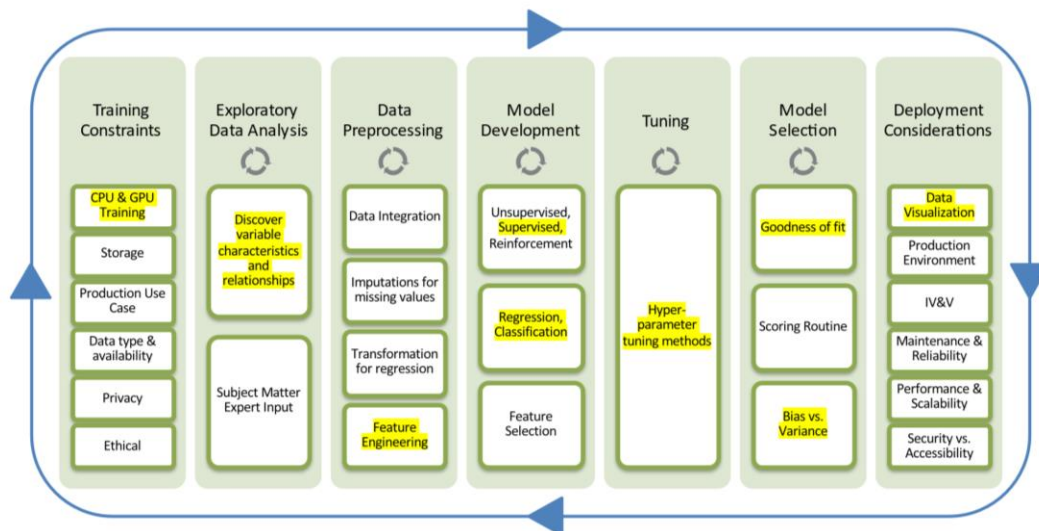 Training
Constraints
CPU & GPU
Training
Storage
Production Use
Case
Data type &
availability
Privacy
Ethical
Exploratory
Data Analysis
Discover
variable
characteristics
and
relationships
Subject Matter
Expert Input
Data
Preprocessing
Data Integration
Imputations for
missing values
Transformation
for regression
Feature
Engineering
Model
Development
Unsupervised,
Supervised,
Reinforcement
Regression,
Classification
Feature
Selection
Tuning
Hyper-
parameter
tuning methods
Model
Selection
Goodness of fit
Scoring Routine
Bias vs.
Variance
Deployment
Considerations
Data
Visualization
Production
Environment
IV&V
Maintenance &
Reliability
Performance &
Scalability
Security vs.
Accessibility